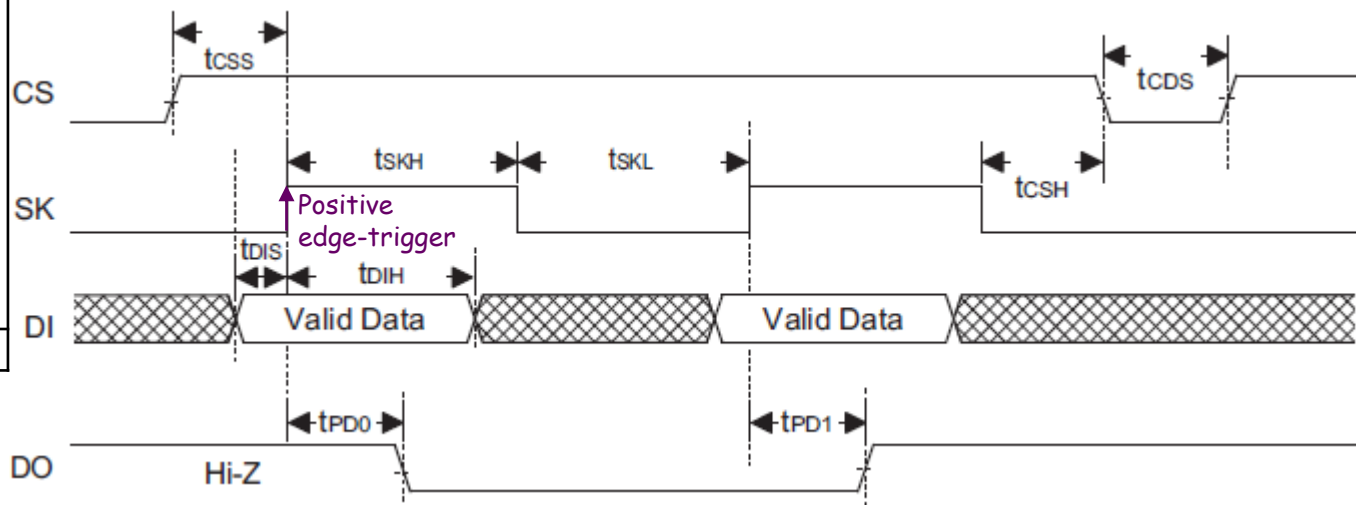 tCSS
CS
tCDS
tSKH
tSKL
tCSH
SK
Positive
edge-trigger
tDIS
tDIH
DI
Valid Data
Valid Data
tPD0
tPD1
DO
Hi-Z